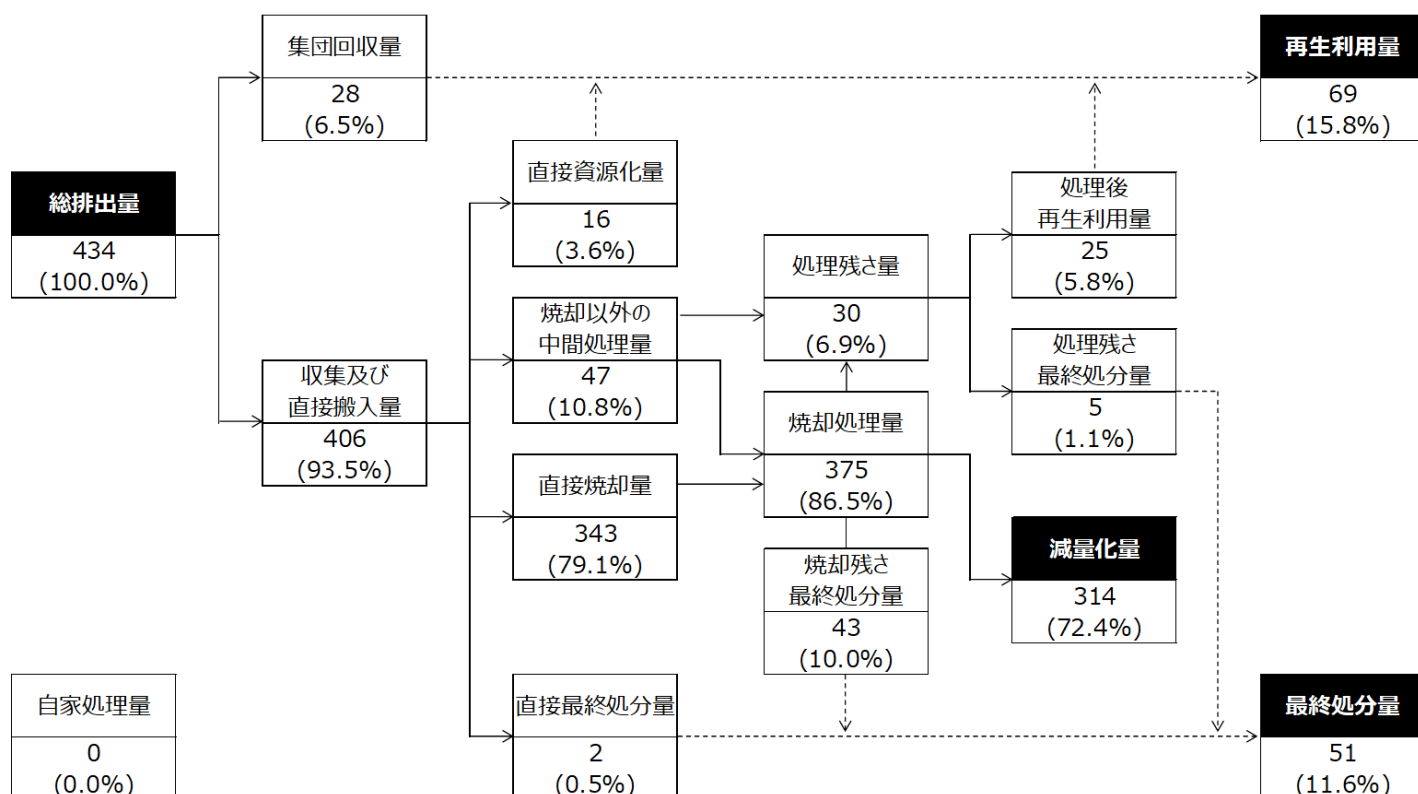 集団回収量
28
(6.5%)
再生利用量
69
(15.8%)
総排出量
434
(100.0%)
直接資源化量
16
(3.6%)
処理後
再生利用量
25
(5.8%)
処理残さ量
30
(6.9%)
焼却以外の
中間処理量
47
(10.8%)
処理残さ
最終処分量
5
(1.1%)
収集及び
直接搬入量
406
(93.5%)
焼却処理量
375
(86.5%)
直接焼却量
343
(79.1%)
減量化量
314
(72.4%)
焼却残さ
最終処分量
43
(10.0%)
自家処理量
0
(0.0%)
直接最終処分量
2
(0.5%)
最終処分量
51
(11.6%)